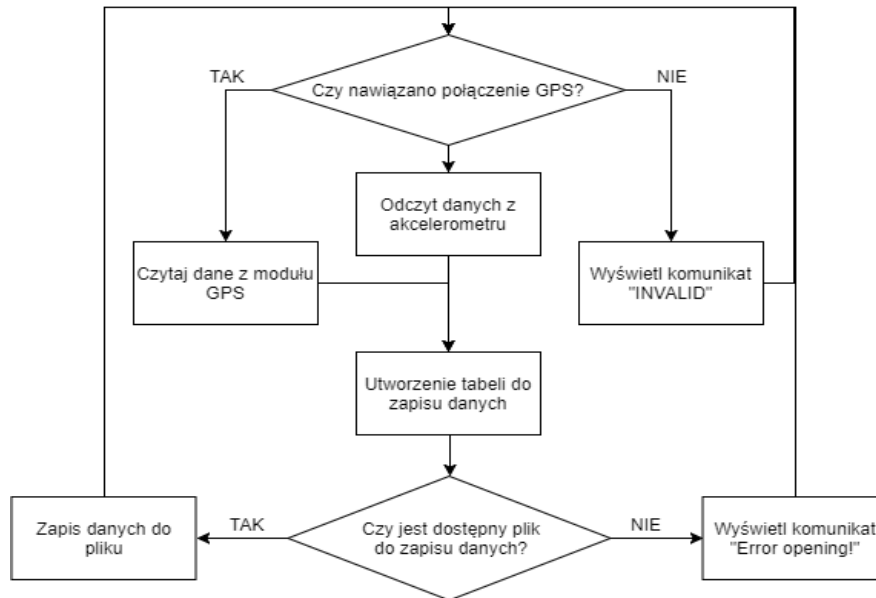 TAK
NIE
Czy nawiązano połączenie GPS?
Odczyt danych z
akcelerometru
Czytaj dane z modułu
GPS
Wyświetl komunikat
"INVALID"
Utworzenie tabeli do
zapisu danych
Zapis danych do
pliku
TAK
Czy jest dostępny plik
do zapisu danych?
NIE
Wyświetl komunikat
"Error opening!"